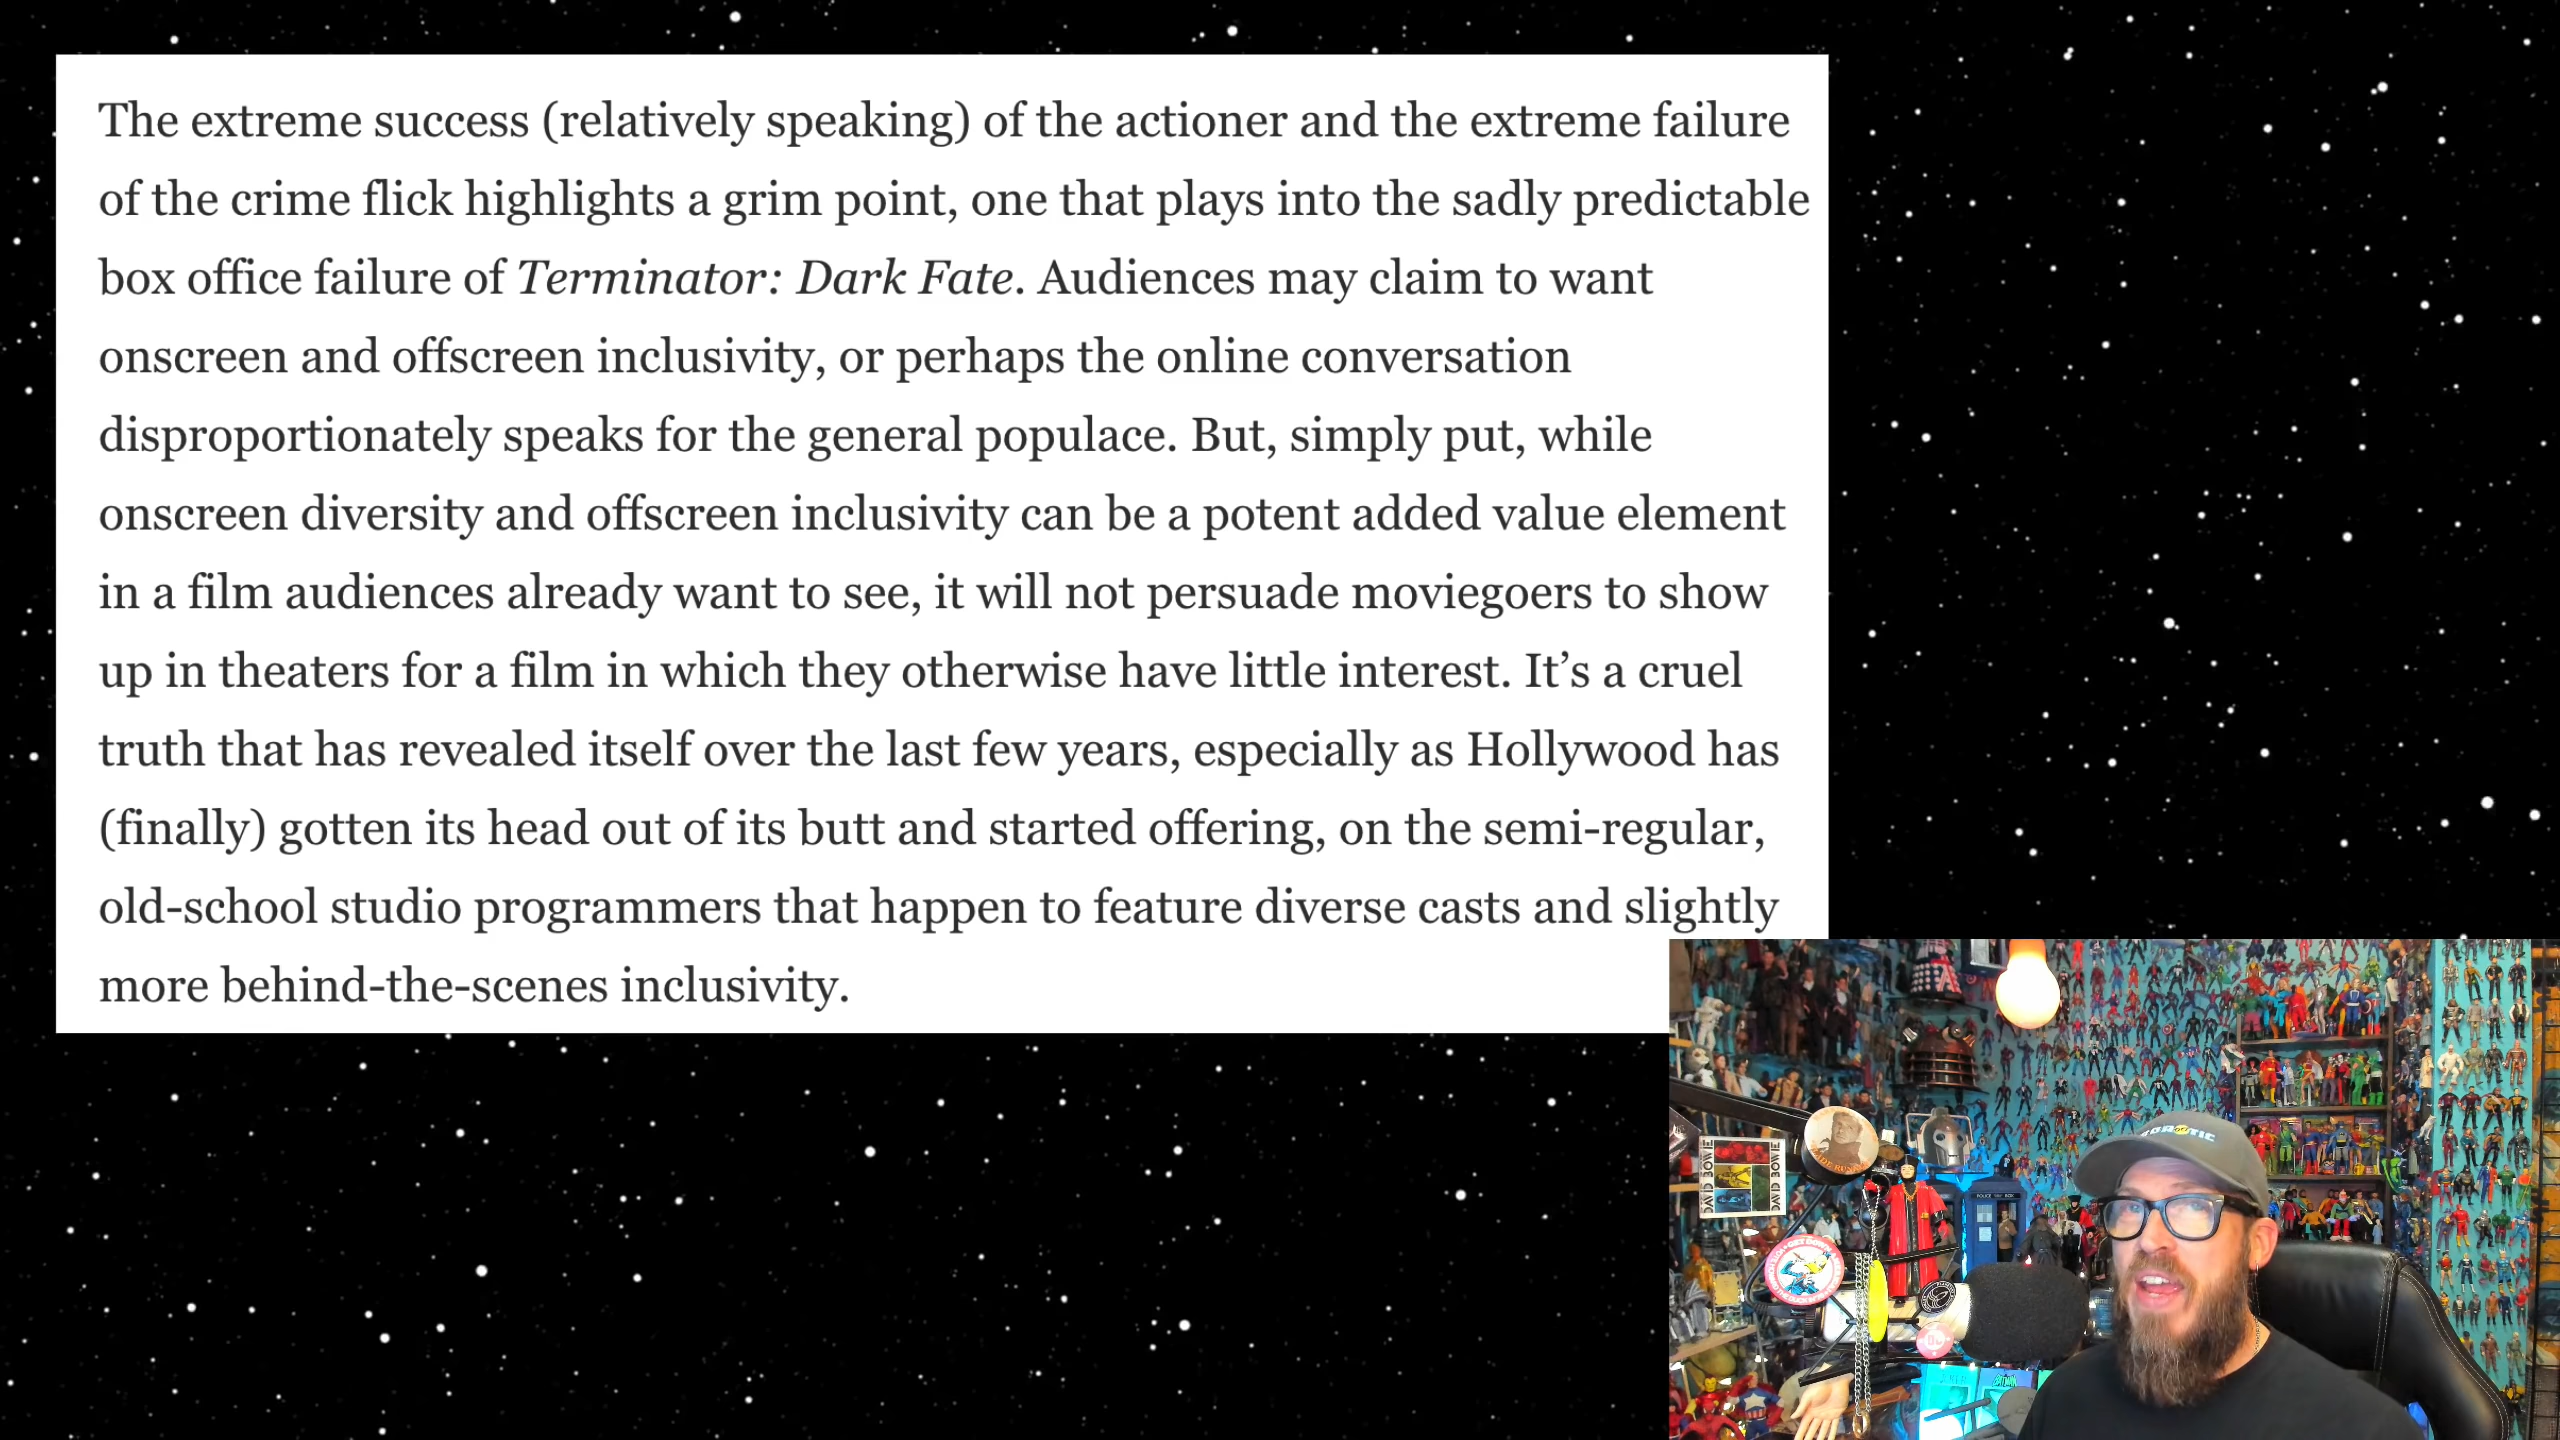 The extreme success (relatively speaking) of the actioner and the extreme failure
of the crime flick highlights a grim point, one that plays into the sadly predictable
box office failure of Terminator: Dark Fate. Audiences may claim to want
onscreen and offscreen inclusivity, or perhaps the online conversation
disproportionately speaks for the general populace. But, simply put, while
onscreen diversity and offscreen inclusivity can be a potent added value element
in a film audiences already want to see, it will not persuade moviegoers to show
up in theaters for a film in which they otherwise have little interest. It’s a cruel
truth that has revealed itself over the last few years, especially as Hollywood has
(finally) gotten its head out of its butt and started offering, on the semi-regular,
old-school studio programmers that happen to feature diverse casts and slightly
more behind-the-scenes inclusivity.
DAVID BOWIE
DAVID BOWIE
POLICE BOX